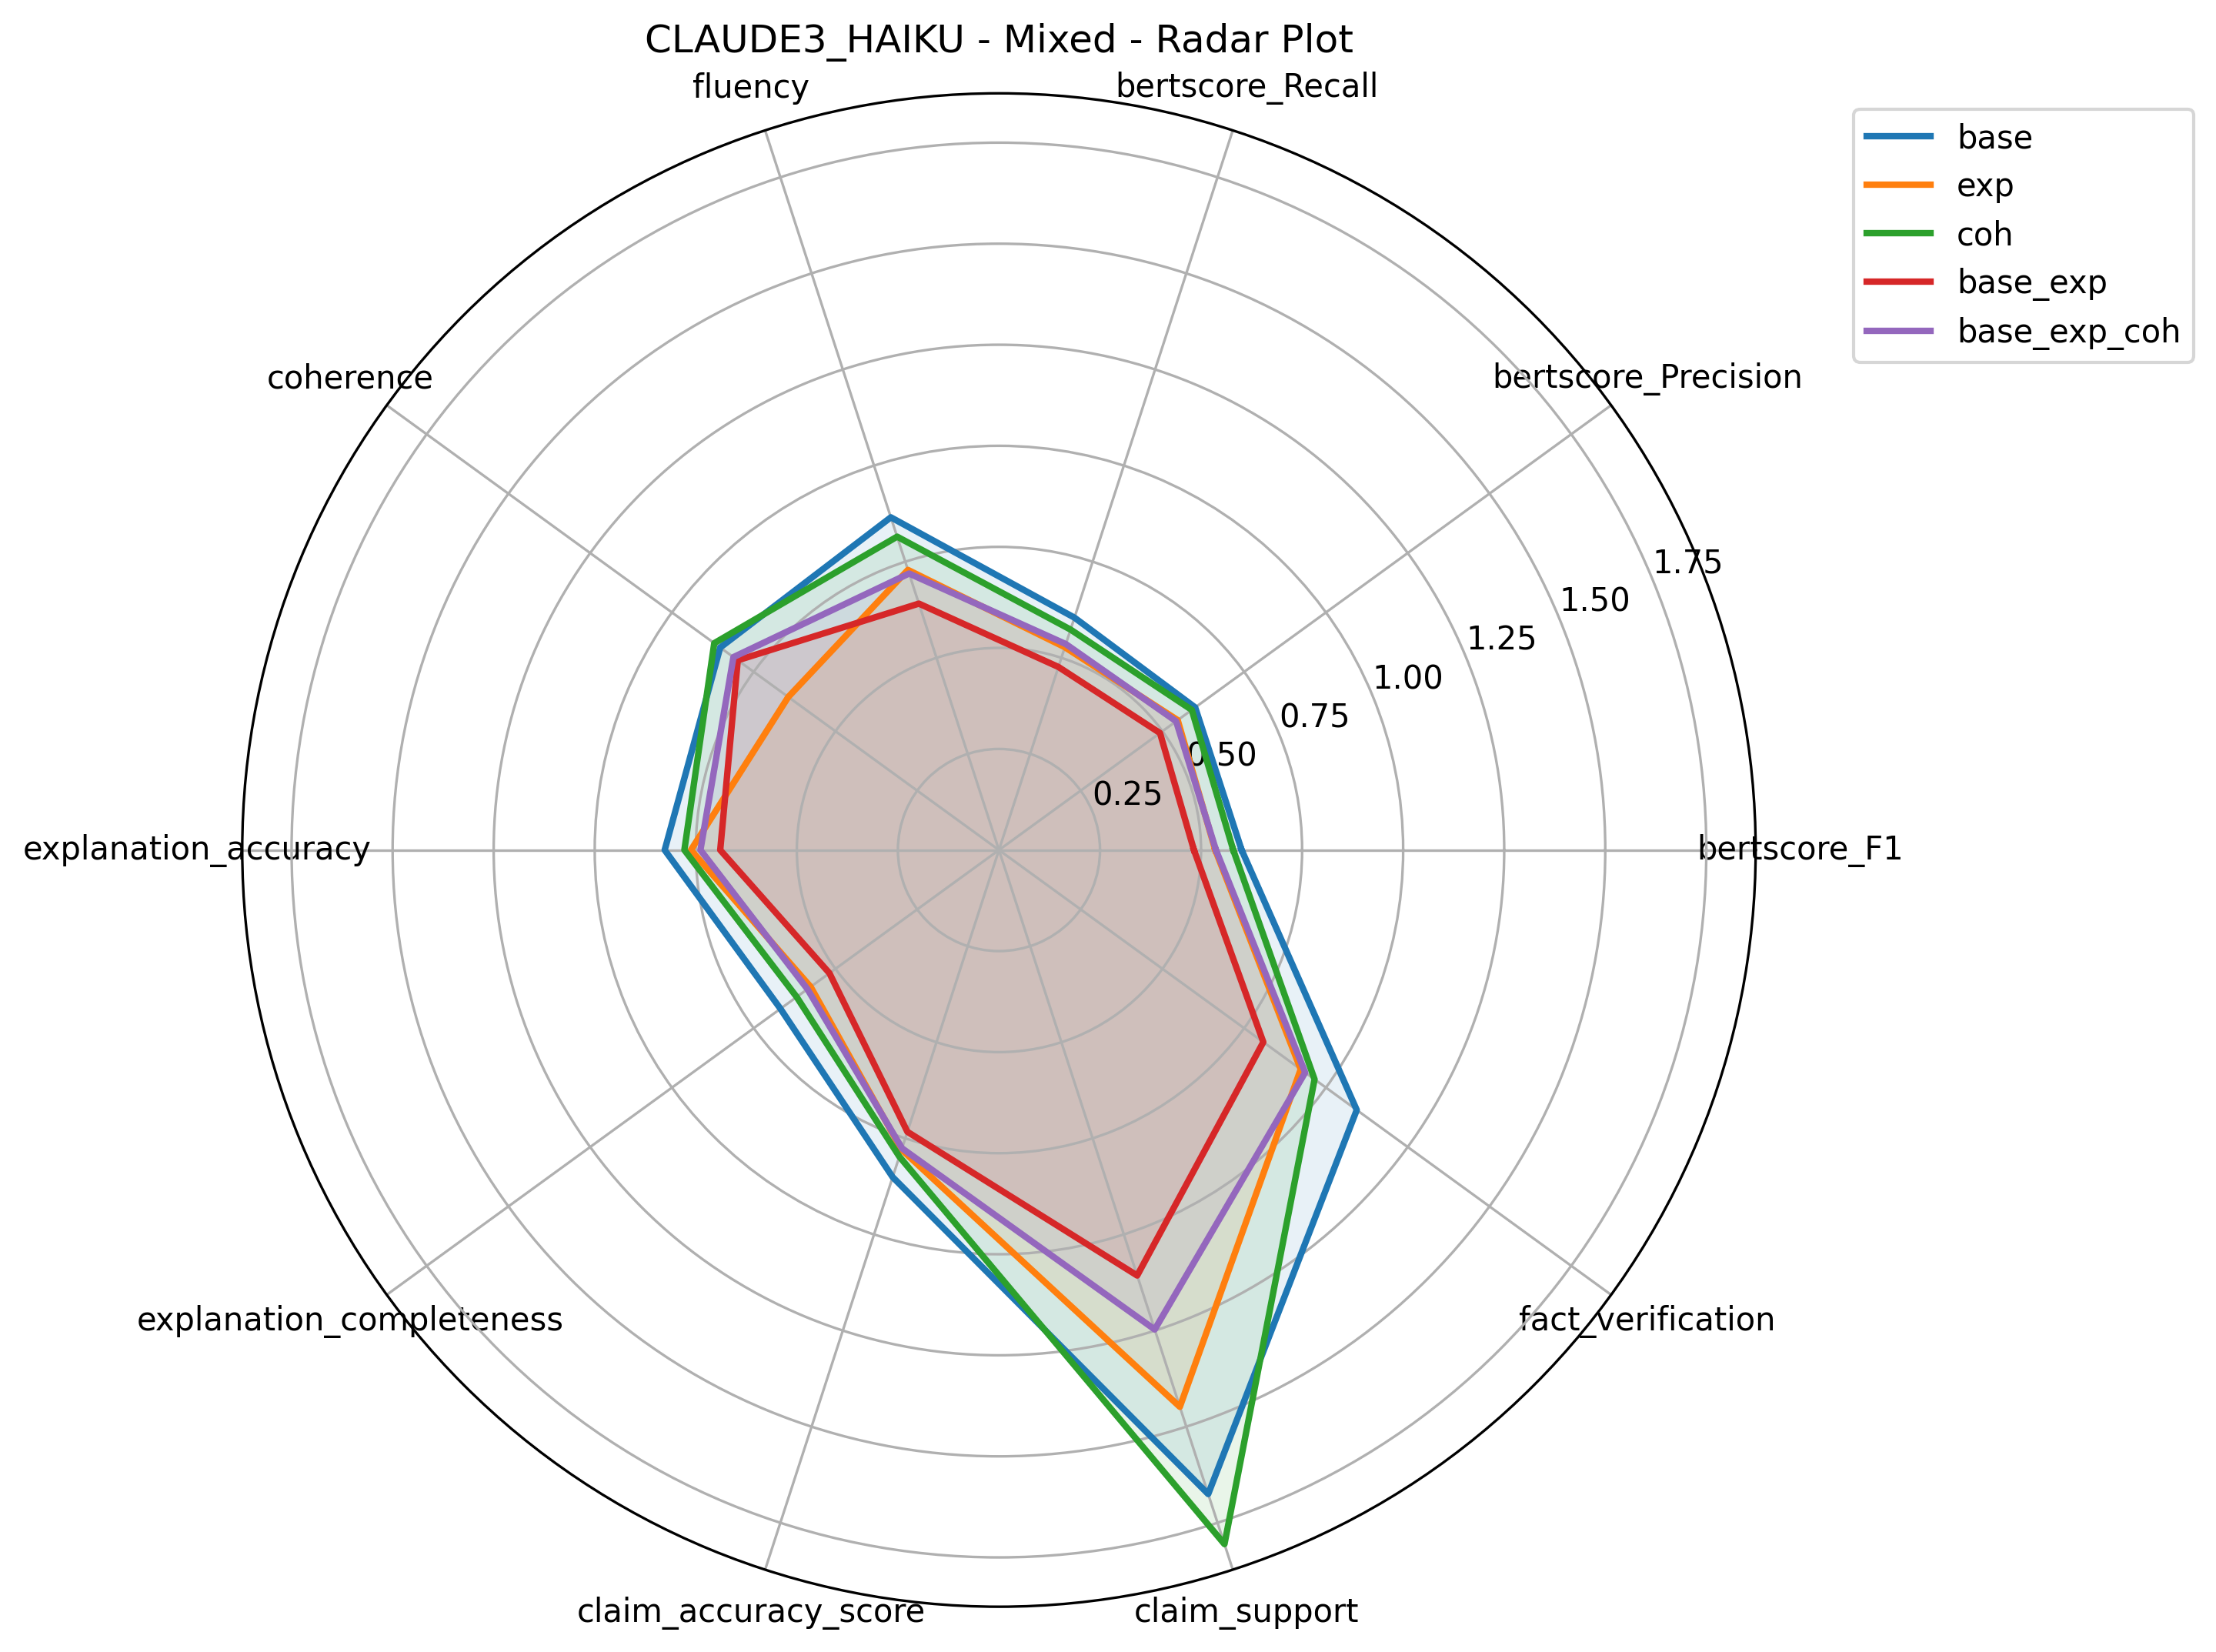 CLAUDE3_HAIKU - Mixed - Radar Plot
fluency
bertscore_Recall
base
exp
coh
base_exp
base_exp_coh
coherence
bertscore_Precision
1.75
1.50
1.25
1.00
0.75
0.50
0.25
explanation_accuracy
bertscore_F1
explanation_completeness
fact_verification
claim_accuracy_score
claim_support